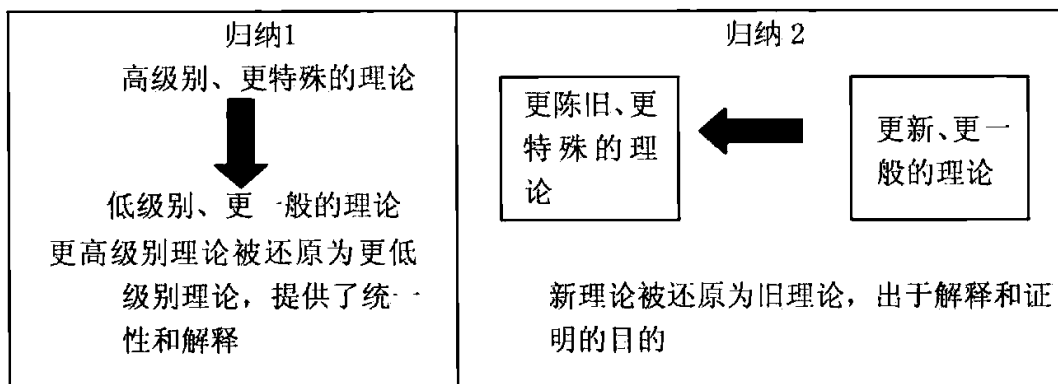 归纳1
高级别、更特殊的理论
低级别、更一般的理论
更高级别理论被还原为更低
级别理论，提供了统一
性和解释
归纳 2
更陈旧、更
特殊的理
论
更新、更一
般的理论
新理论被还原为旧理论，出于解释和证
明的目的